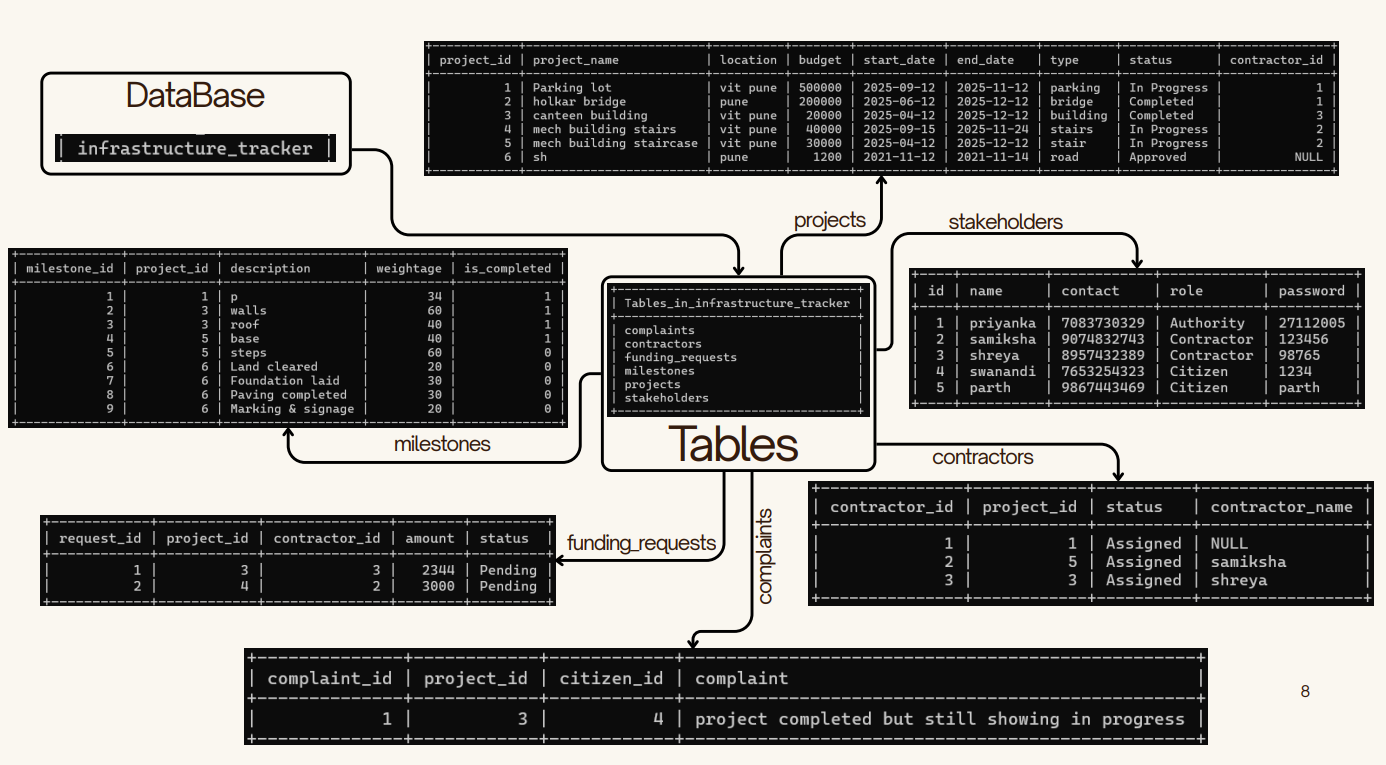 DataBase
| infrastructure_tracker |
+------------+-------------------------+----------+--------+------------+------------+----------+-------------+---------------+
| project_id | project_name | location | budget | start_date | end_date | type | status | contractor_id |
| 1 | Parking lot | vit pune | 500000 | 2025-09-12 | 2025-11-12 | parking | In Progress | 1 |
| 2 | holkar bridge | pune | 200000 | 2025-06-12 | 2025-12-12 | bridge | Completed | 1 |
| 3 | canteen building | vit pune | 20000 | 2025-04-12 | 2025-12-12 | building | Completed | 3 |
| 4 | mech building stairs | vit pune | 40000 | 2025-09-15 | 2025-11-24 | stairs | In Progress | 2 |
| 5 | mech building staircase | vit pune | 30000 | 2025-04-12 | 2025-12-12 | stair | In Progress | 2 |
| 6 | sh | pune | 1200 | 2021-11-12 | 2021-11-14 | road | Approved | NULL |
projects
stakeholders
| milestone_id | project_id | description | weightage | is_completed |
| 1 | 1 | p | 34 | 1 |
| 2 | 3 | walls | 60 | 1 |
| 3 | 3 | roof | 40 | 1 |
| 4 | 5 | base | 40 | 1 |
| 5 | 5 | steps | 60 | 0 |
| 6 | 6 | Land cleared | 20 | 0 |
| 7 | 6 | Foundation laid | 30 | 0 |
| 8 | 6 | Paving completed | 30 | 0 |
| 9 | 6 | Marking & signage | 20 | 0 |
milestones
| Tables_in_infrastructure_tracker |
| complaints |
| contractors |
| funding_requests |
| milestones |
| projects |
| stakeholders |
Tables
| id | name | contact | role | password |
| 1 | priyanka | 7083730329 | Authority | 27112005 |
| 2 | samiksha | 9074832743 | Contractor | 123456 |
| 3 | shreya | 8957432389 | Contractor | 98765 |
| 4 | swanandi | 7653254323 | Citizen | 1234 |
| 5 | parth | 9867443469 | Citizen | parth |
contractors
| contractor_id | project_id | status | contractor_name |
| 1 | 1 | Assigned | NULL |
| 2 | 5 | Assigned | samiksha |
| 3 | 3 | Assigned | shreya |
| request_id | project_id | contractor_id | amount | status |
| 1 | 3 | 3 | 2344 | Pending |
| 2 | 4 | 2 | 3000 | Pending |
funding_requests
complaints
| complaint_id | project_id | citizen_id | complaint |
| 1 | 3 | 4 | project completed but still showing in progress |
8